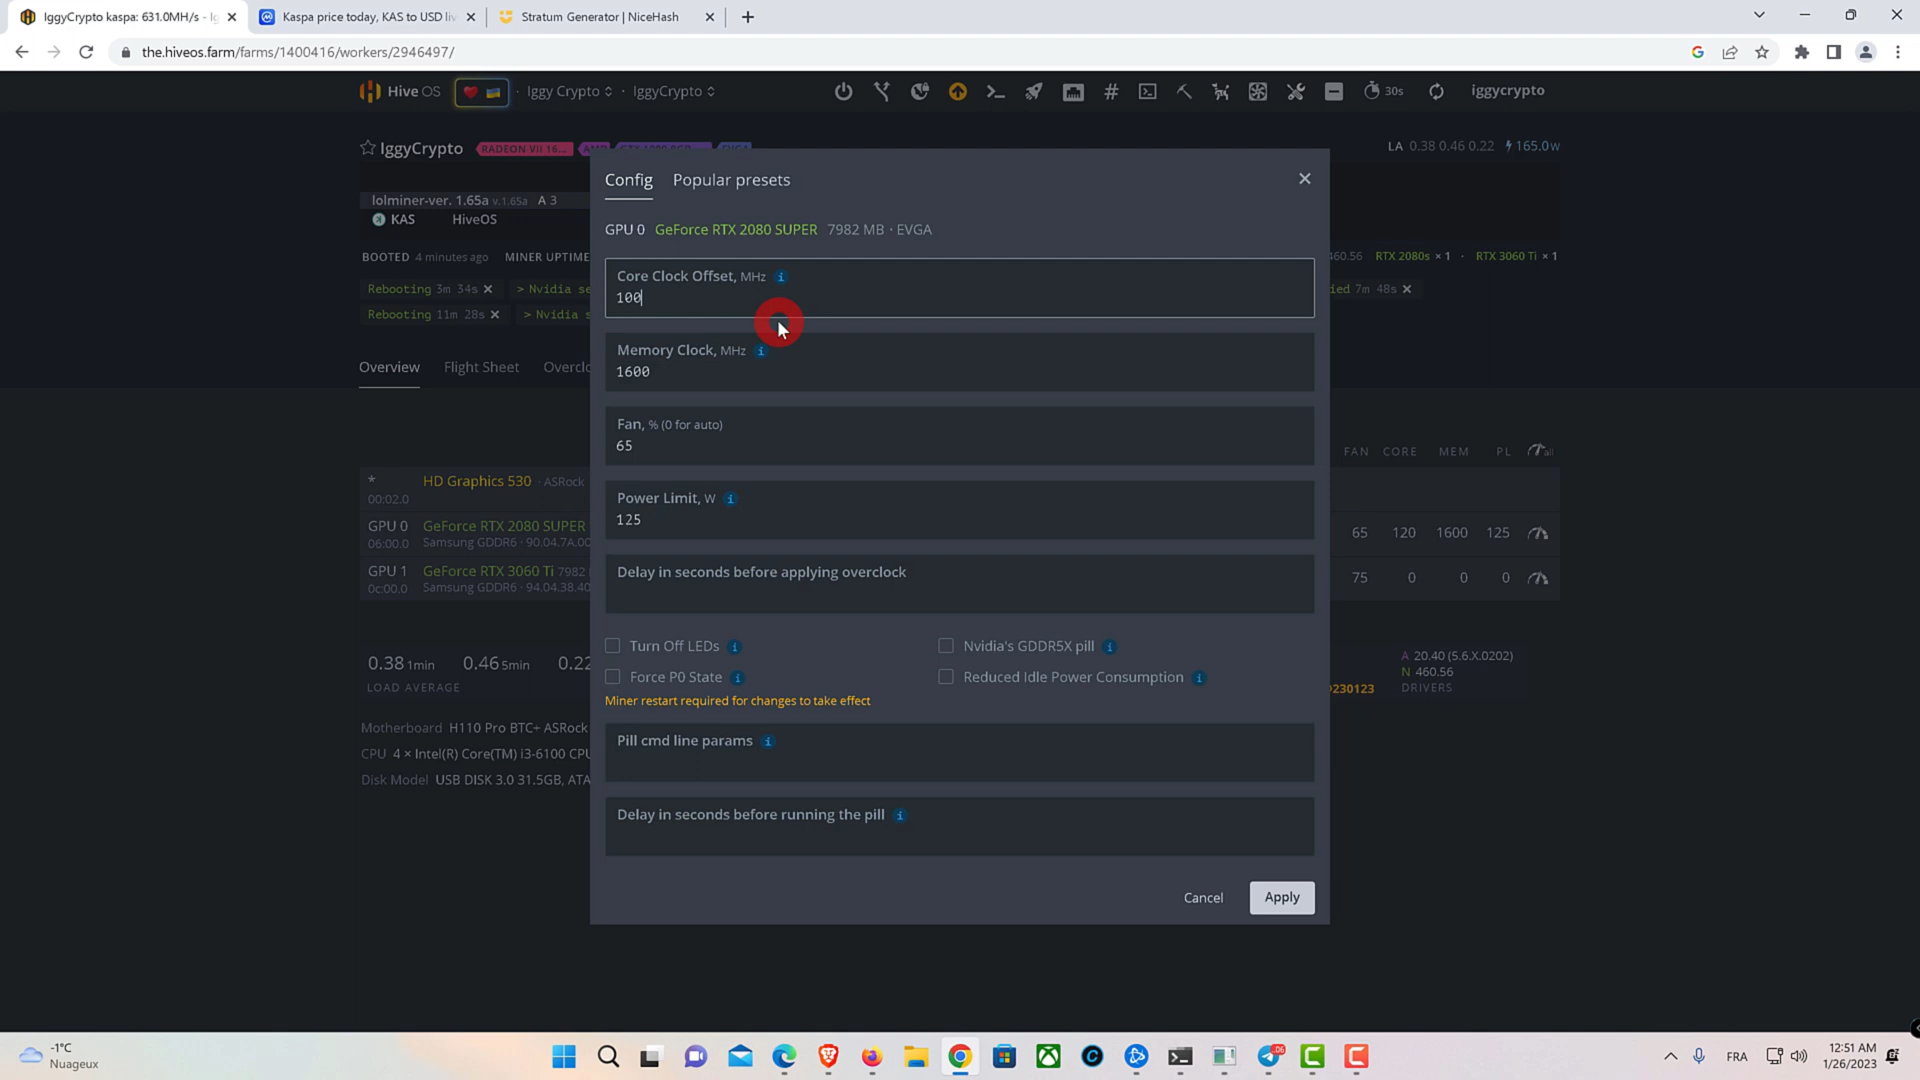 IggyCrypto kaspa: 631.0MH/s - Ig
Kaspa price today, KAS to USD liv
Stratum Generator | NiceHash
the.hiveos.farm/farms/1400416/workers/2946497/
Hive OS
Iggy Crypto
IggyCrypto
30s
iggycrypto
IggyCrypto
RADEON VII 16...
LA 0.38 0.46 0.22
165.0W
Config
Popular presets
lolminer-ver. 1.65a v.1.65a A 3
KAS
HiveOS
GPU 0 GeForce RTX 2080 SUPER 7982 MB · EVGA
BOOTED 4 minutes ago
MINER UPTIME
460.56
RTX 2080s × 1 · RTX 3060 Ti × 1
Core Clock Offset, MHz
100
Rebooting 3m 34s
> Nvidia se
7m 48s
Rebooting 11m 28s
> Nvidia s
Memory Clock, MHz
1600
Overview
Flight Sheet
Overclo
Fan, % (0 for auto)
65
FAN CORE MEM PL
all
* HD Graphics 530 · ASRock
00:02.0
Power Limit, W
125
GPU 0 GeForce RTX 2080 SUPER
06:00.0 Samsung GDDR6 · 90.04.7A.00
65 120 1600 125
GPU 1 GeForce RTX 3060 Ti 7982
0c:00.0 Samsung GDDR6 · 94.04.38.40
75 0 0 0
Delay in seconds before applying overclock
Turn Off LEDs
Nvidia's GDDR5X pill
Force P0 State
Reduced Idle Power Consumption
Miner restart required for changes to take effect
0.38 1min 0.46 5min 0.22
LOAD AVERAGE
A 20.40 (5.6.X.0202)
N 460.56
DRIVERS
230123
Motherboard H110 Pro BTC+ ASRock
CPU 4 × Intel(R) Core(TM) i3-6100 CPU
Disk Model USB DISK 3.0 31.5GB, ATA
Pill cmd line params
Delay in seconds before running the pill
Cancel
Apply
-1°C
Nuageux
FRA
12:51 AM
1/26/2023